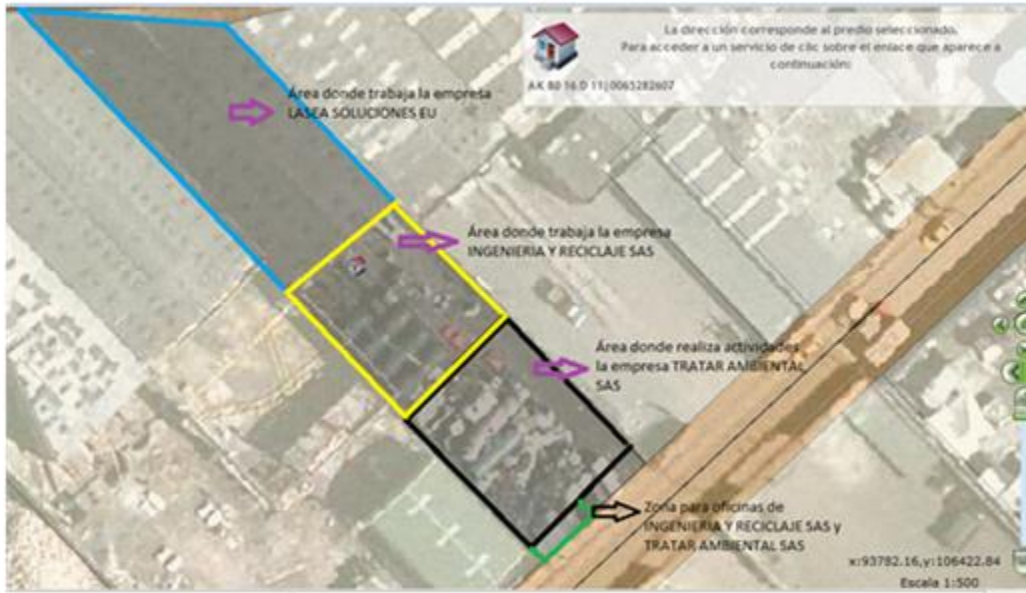 La dirección corresponde al predio seleccionado.
Para acceder a un servicio de clic sobre el enlace que aparece a
continuación:
AK 80 16 D 11|0065282607
Área donde trabaja la empresa
LASEA SOLUCIONES EU
Área donde trabaja la empresa
INGENIERIA Y RECICLAJE SAS
Área donde realiza actividades
la empresa TRATAR AMBIENTAL
SAS
Zona para oficinas de
INGENIERIA Y RECICLAJE SAS y
TRATAR AMBIENTAL SAS
x:93782.16,y:106422.84
Escala 1:500